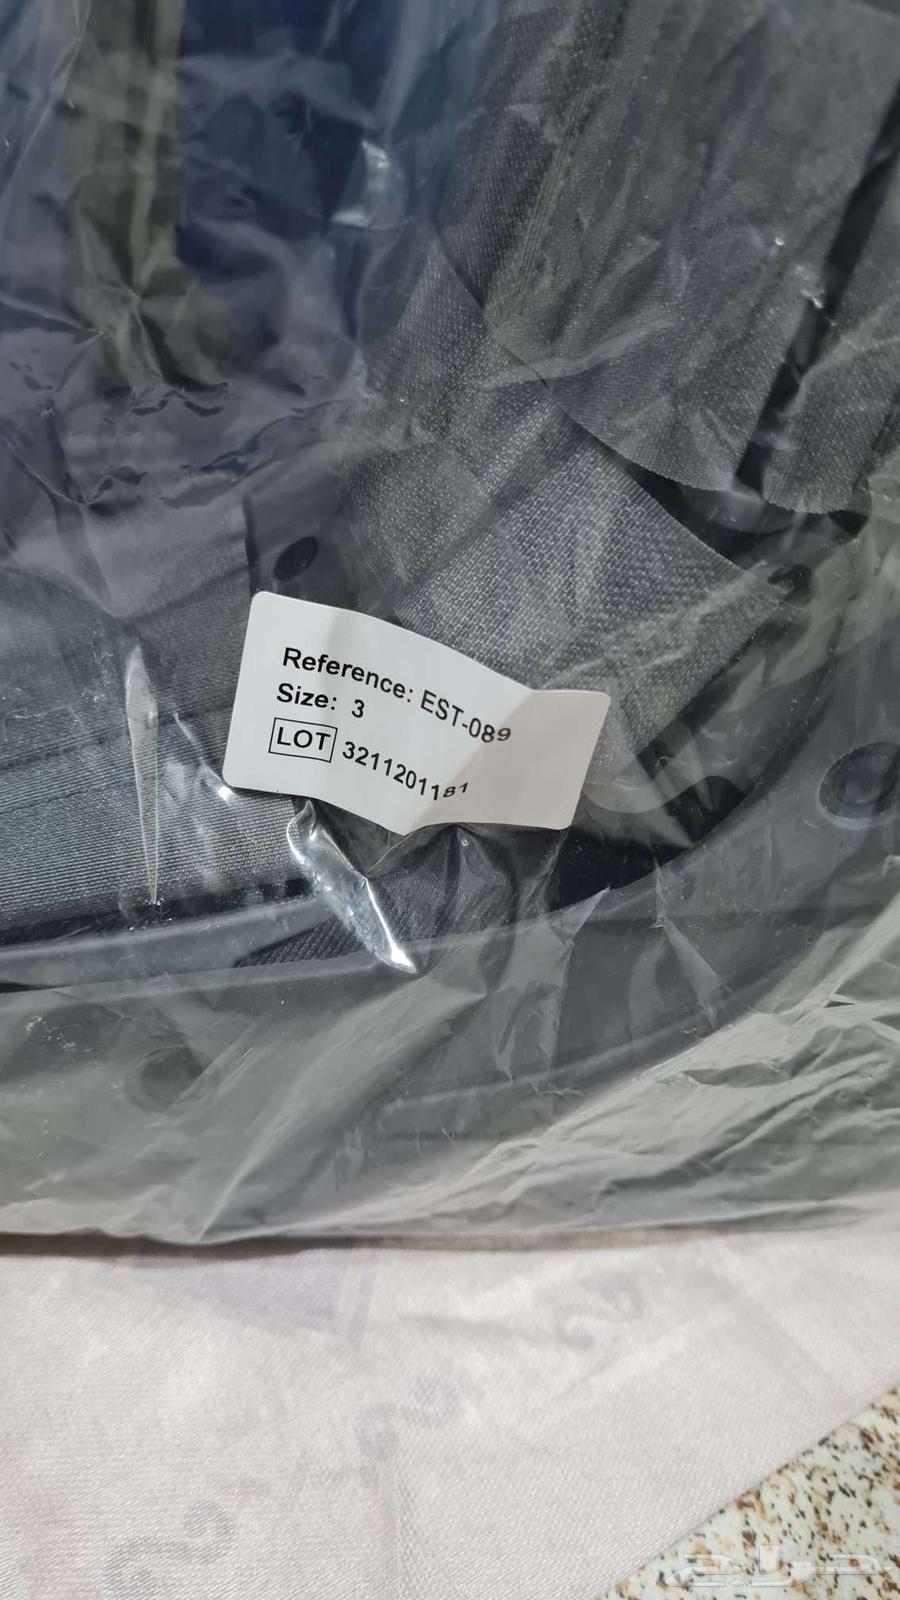 Reference: EST-089
Size: 3
LOT 3211201181
حراج